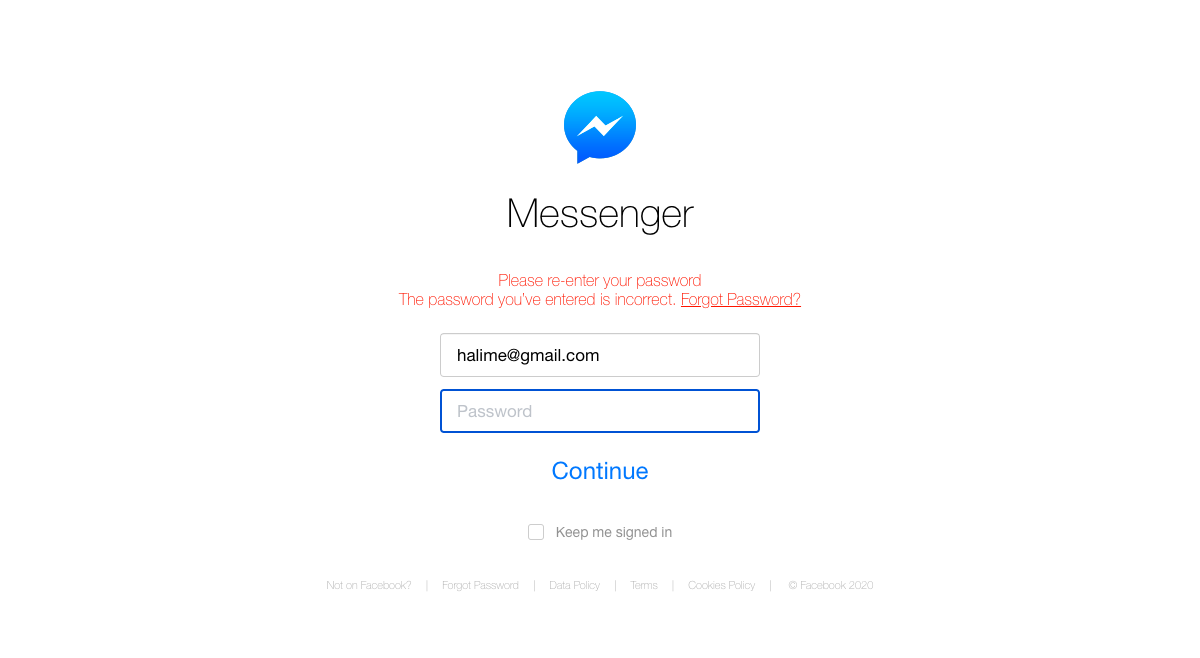 Messenger
Please re-enter your password
The password you've entered is incorrect. Forgot Password?
halime@gmail.com
Password
Continue
Keep me signed in
Not on Facebook? | Forgot Password | Data Policy | Terms | Cookies Policy | © Facebook 2020